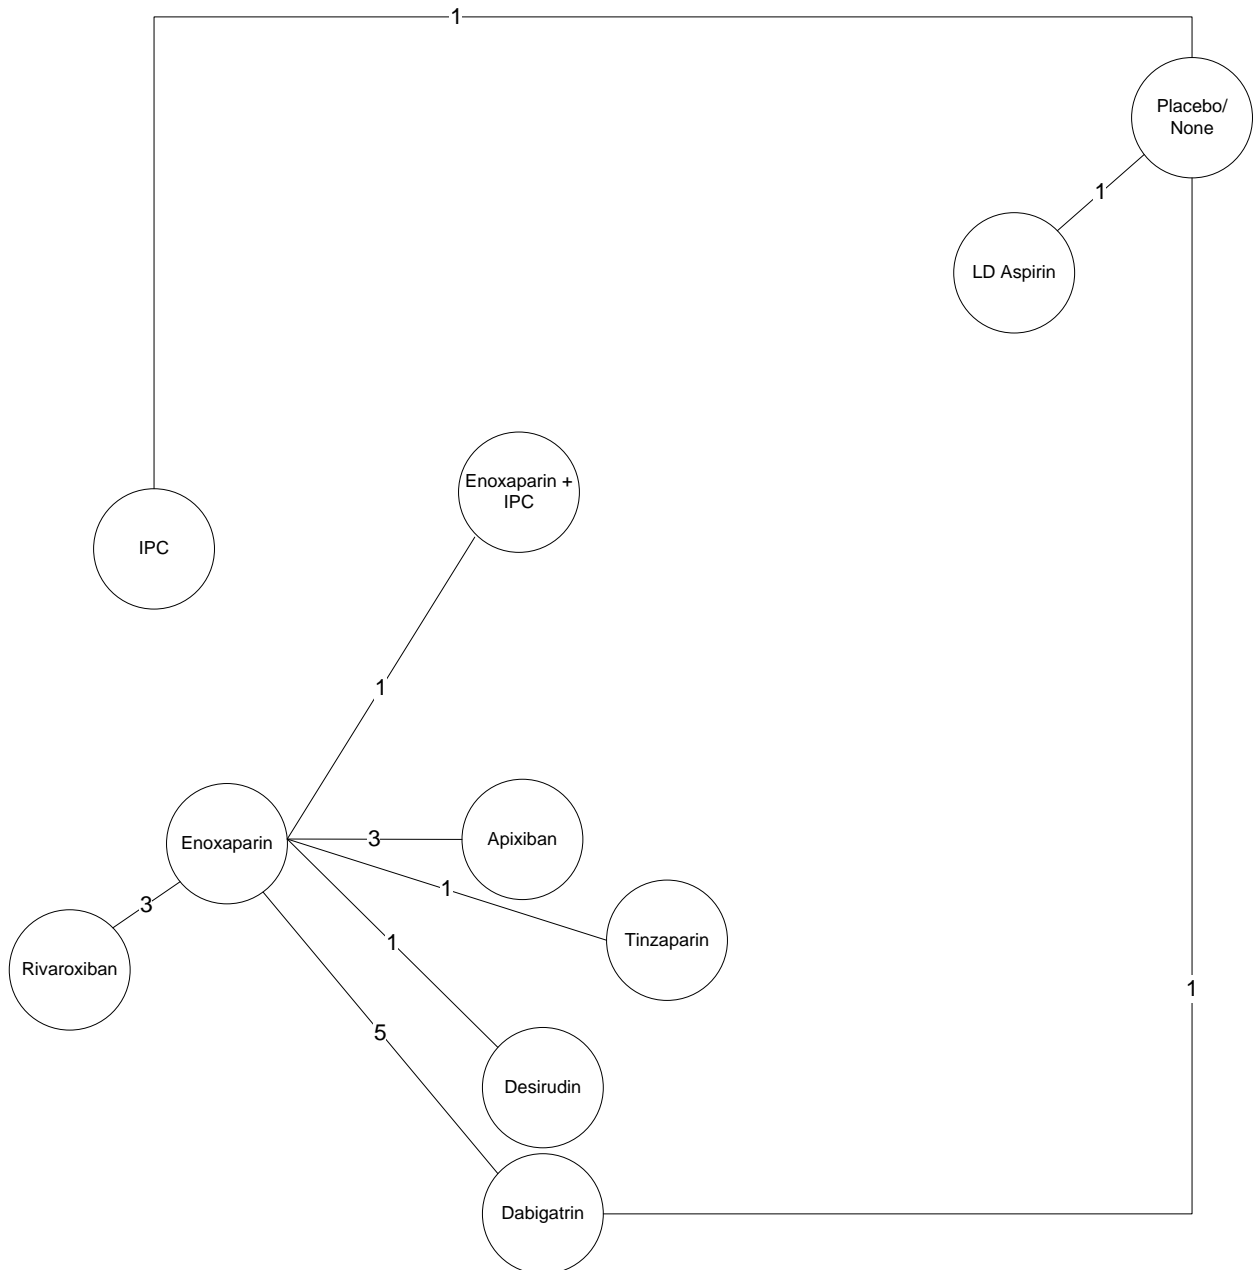 1
Placebo/
None
1
LD Aspirin
Enoxaparin +
IPC
IPC
1
Enoxaparin
3
Apixiban
1
3
Tinzaparin
1
Rivaroxiban
1
5
Desirudin
Dabigatrin